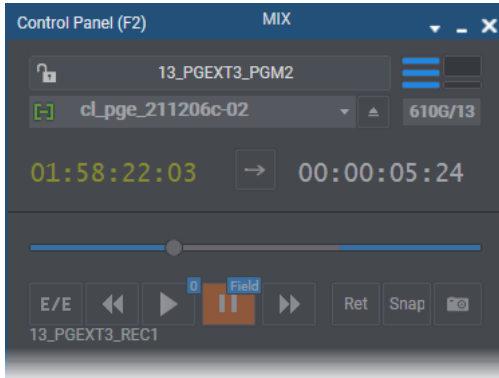 Control Panel (F2) MIX
13_PGEXT3_PGM2
[-] cl_pge_211206c-02 610G/13
01:58:22:03 → 00:00:05:24
0 Field
E/E Ret Snap
13_PGEXT3_REC1